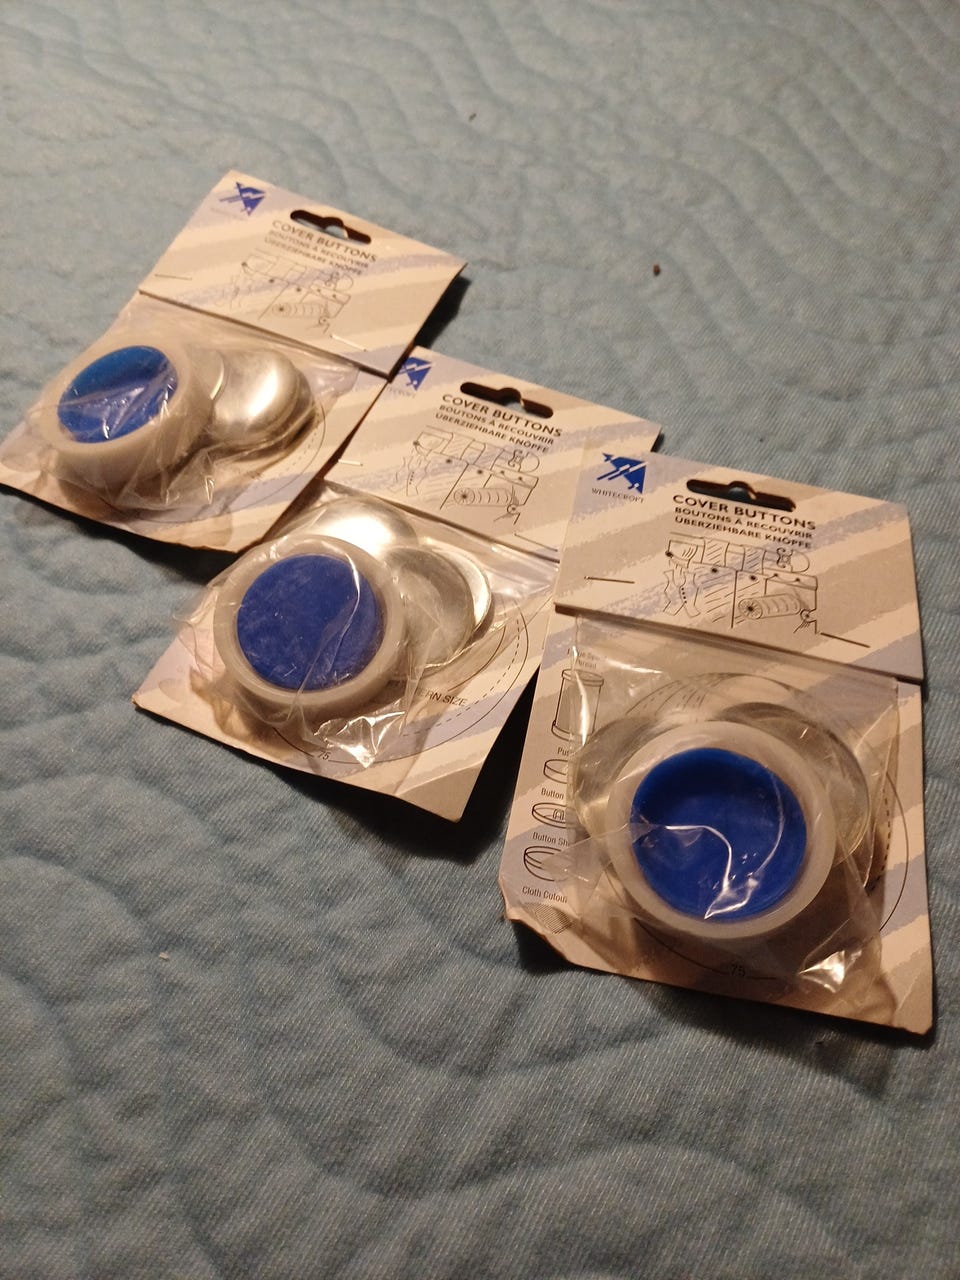 COVER BUTTONS
BOUTONS À RECOUVRIR
ÜBERZIEHBARE KNÖPFE
COVER BUTTONS
BOUTONS À RECOUVRIR
ÜBERZIEHBARE KNÖPFE
ERN SIZE
75
WHITECROFT
COVER BUTTONS
BOUTONS À RECOUVRIR
ÜBERZIEHBARE KNÖPFE
Button
Button Sh
Cloth Cutou
75